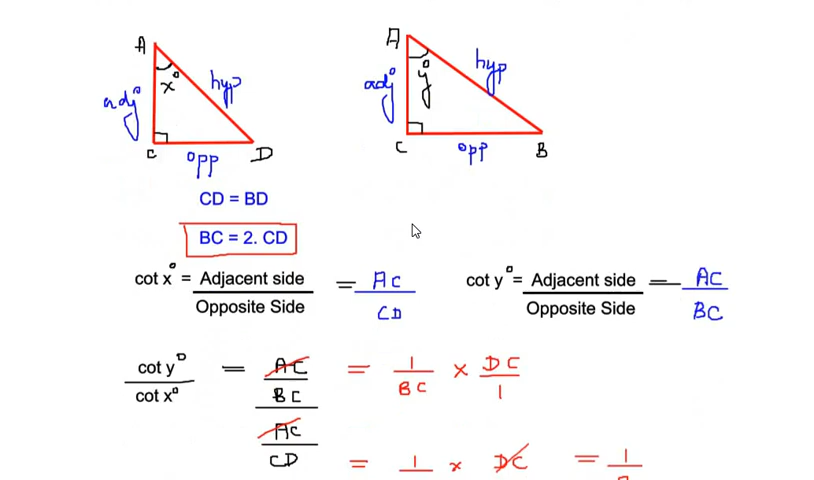 A
A
x°
hyp
adj
y°
hyp
adj
C
opp
D
C
opp
B
CD = BD
BC = 2. CD
cot x° = Adjacent side / Opposite Side = AC / CD
cot y° = Adjacent side / Opposite Side = AC / BC
cot y° / cot x° = AC / BC / AC / CD = 1 / BC × DC / 1
= 1 × DC = 1